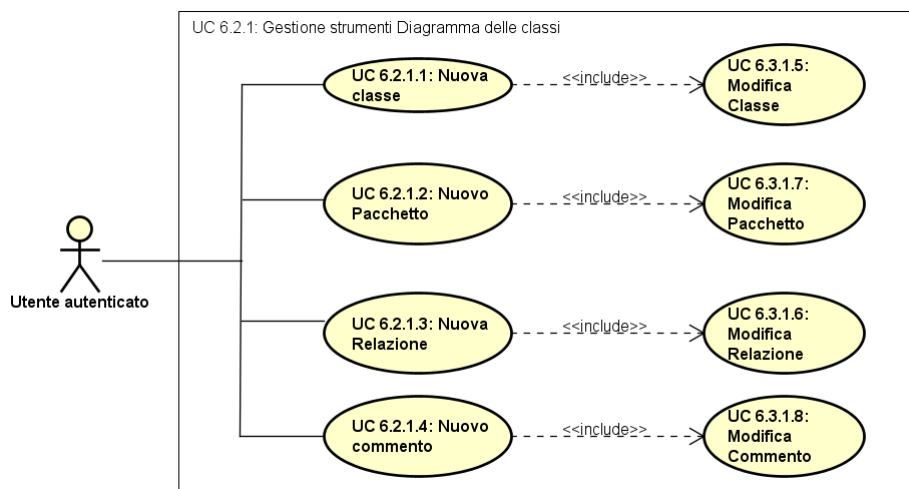 UC 6.2.1: Gestione strumenti Diagramma delle classi
UC 6.2.1.1: Nuova
classe
<<include>>
UC 6.3.1.5:
Modifica
Classe
UC 6.2.1.2: Nuovo
Pacchetto
<<include>>
UC 6.3.1.7:
Modifica
Pacchetto
Utente autenticato
UC 6.2.1.3: Nuova
Relazione
<<include>>
UC 6.3.1.6:
Modifica
Relazione
UC 6.2.1.4: Nuovo
commento
<<include>>
UC 6.3.1.8:
Modifica
Commento